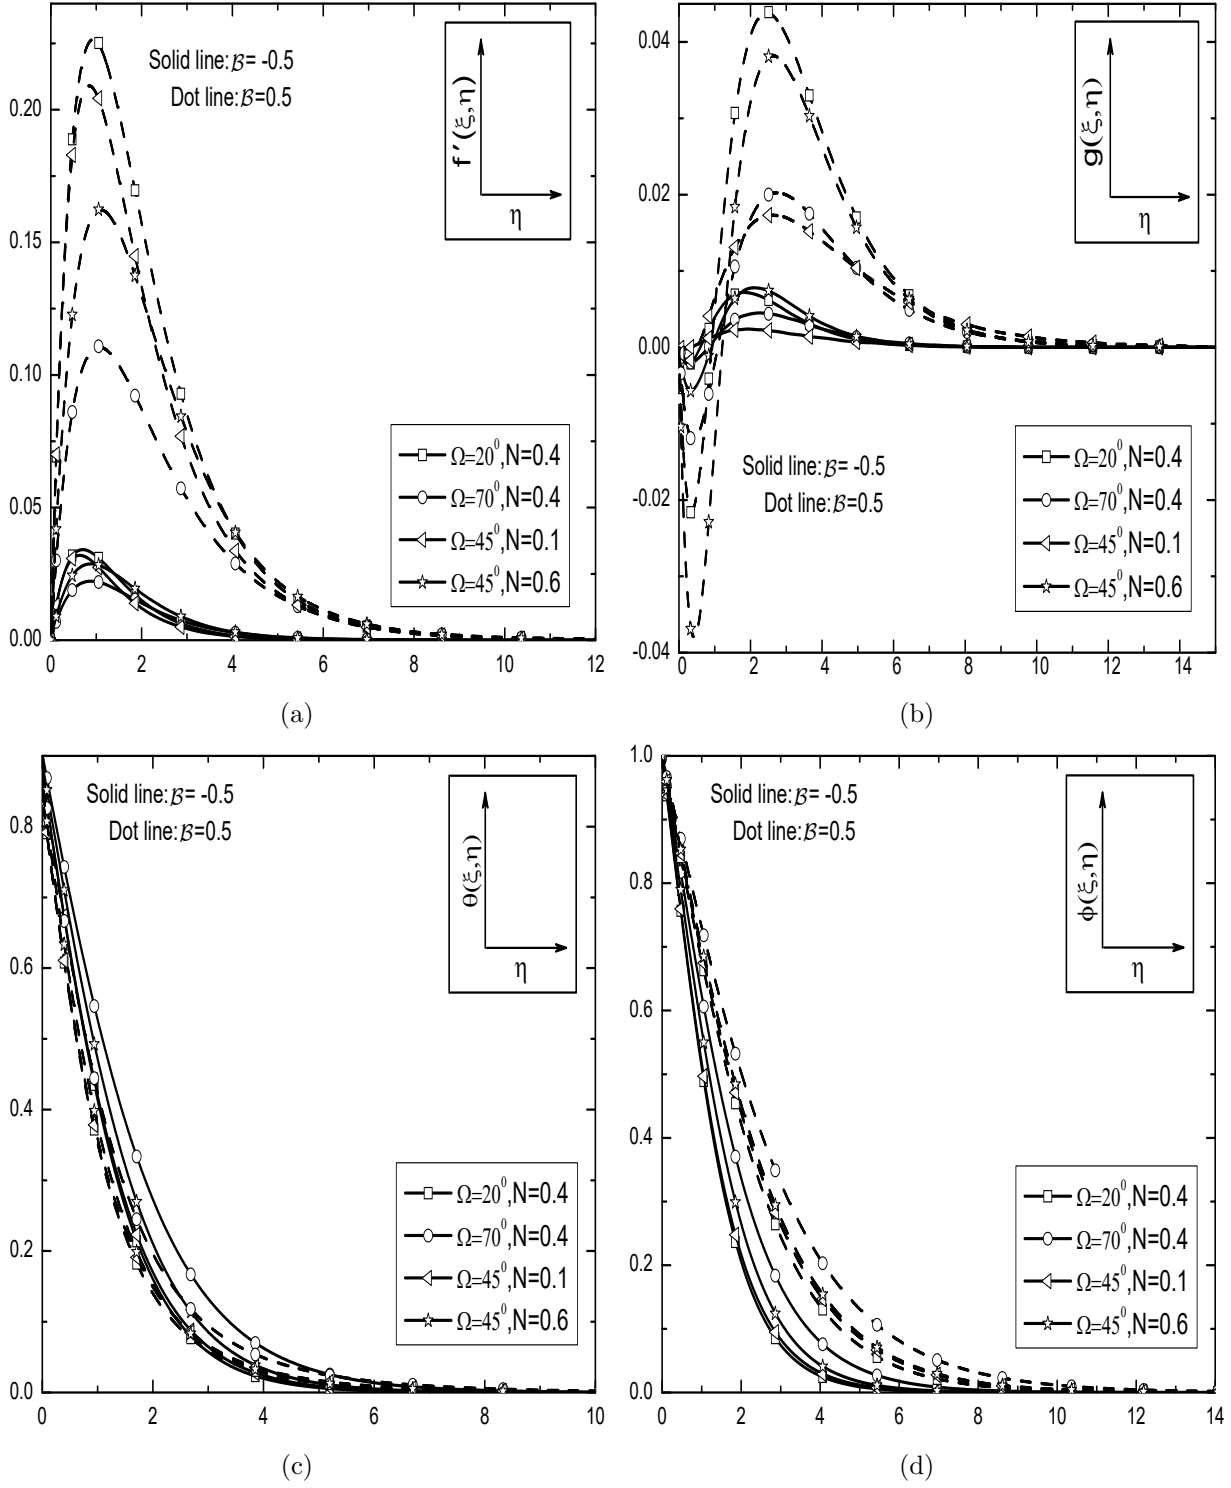 Solid line:ℬ= -0.5
Dot line:ℬ=0.5
f′(ξ,η)
η
Ω=20⁰,N=0.4
Ω=70⁰,N=0.4
Ω=45⁰,N=0.1
Ω=45⁰,N=0.6
0.20
0.15
0.10
0.05
0.00
0 2 4 6 8 10 12
(a)
g(ξ,η)
η
Solid line:ℬ= -0.5
Dot line:ℬ=0.5
Ω=20⁰,N=0.4
Ω=70⁰,N=0.4
Ω=45⁰,N=0.1
Ω=45⁰,N=0.6
0.04
0.02
0.00
-0.02
-0.04
0 2 4 6 8 10 12 14
(b)
Solid line:ℬ= -0.5
Dot line:ℬ=0.5
θ(ξ,η)
η
Ω=20⁰,N=0.4
Ω=70⁰,N=0.4
Ω=45⁰,N=0.1
Ω=45⁰,N=0.6
0.8
0.6
0.4
0.2
0.0
0 2 4 6 8 10
(c)
Solid line:ℬ= -0.5
Dot line:ℬ=0.5
ϕ(ξ,η)
η
Ω=20⁰,N=0.4
Ω=70⁰,N=0.4
Ω=45⁰,N=0.1
Ω=45⁰,N=0.6
1.0
0.8
0.6
0.4
0.2
0.0
0 2 4 6 8 10 12 14
(d)